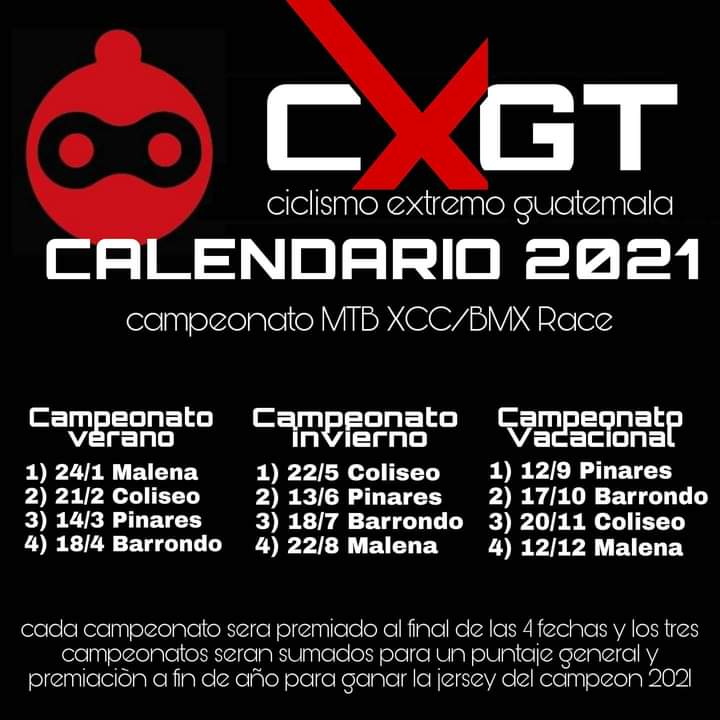 CXGT
ciclismo extremo guatemala
CALENDARIO 2021
campeonato MTB XCC/BMX Race
Campeonato
verano
1) 24/1 Malena
2) 21/2 Coliseo
3) 14/3 Pinares
4) 18/4 Barrondo
Campeonato
invierno
1) 22/5 Coliseo
2) 13/6 Pinares
3) 18/7 Barrondo
4) 22/8 Malena
Campeonato
Vacacional
1) 12/9 Pinares
2) 17/10 Barrondo
3) 20/11 Coliseo
4) 12/12 Malena
cada campeonato sera premiado al final de las 4 fechas y los tres
campeonatos seran sumados para un puntaje general y
premiaciòn a fin de año para ganar la jersey del campeon 2021